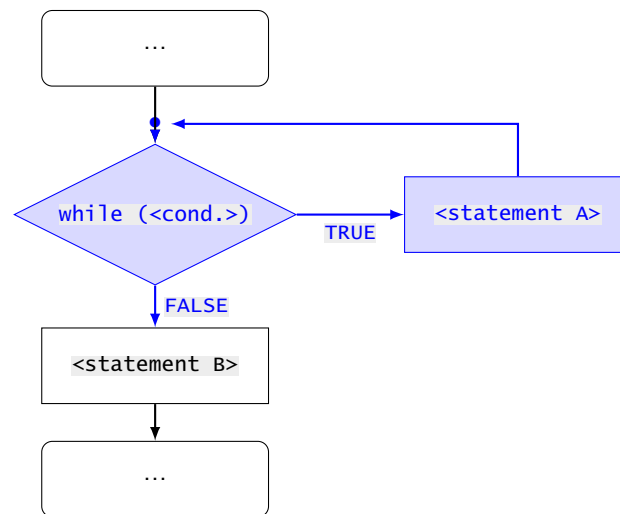 ...
while (<cond.>)
<statement A>
TRUE
FALSE
<statement B>
...